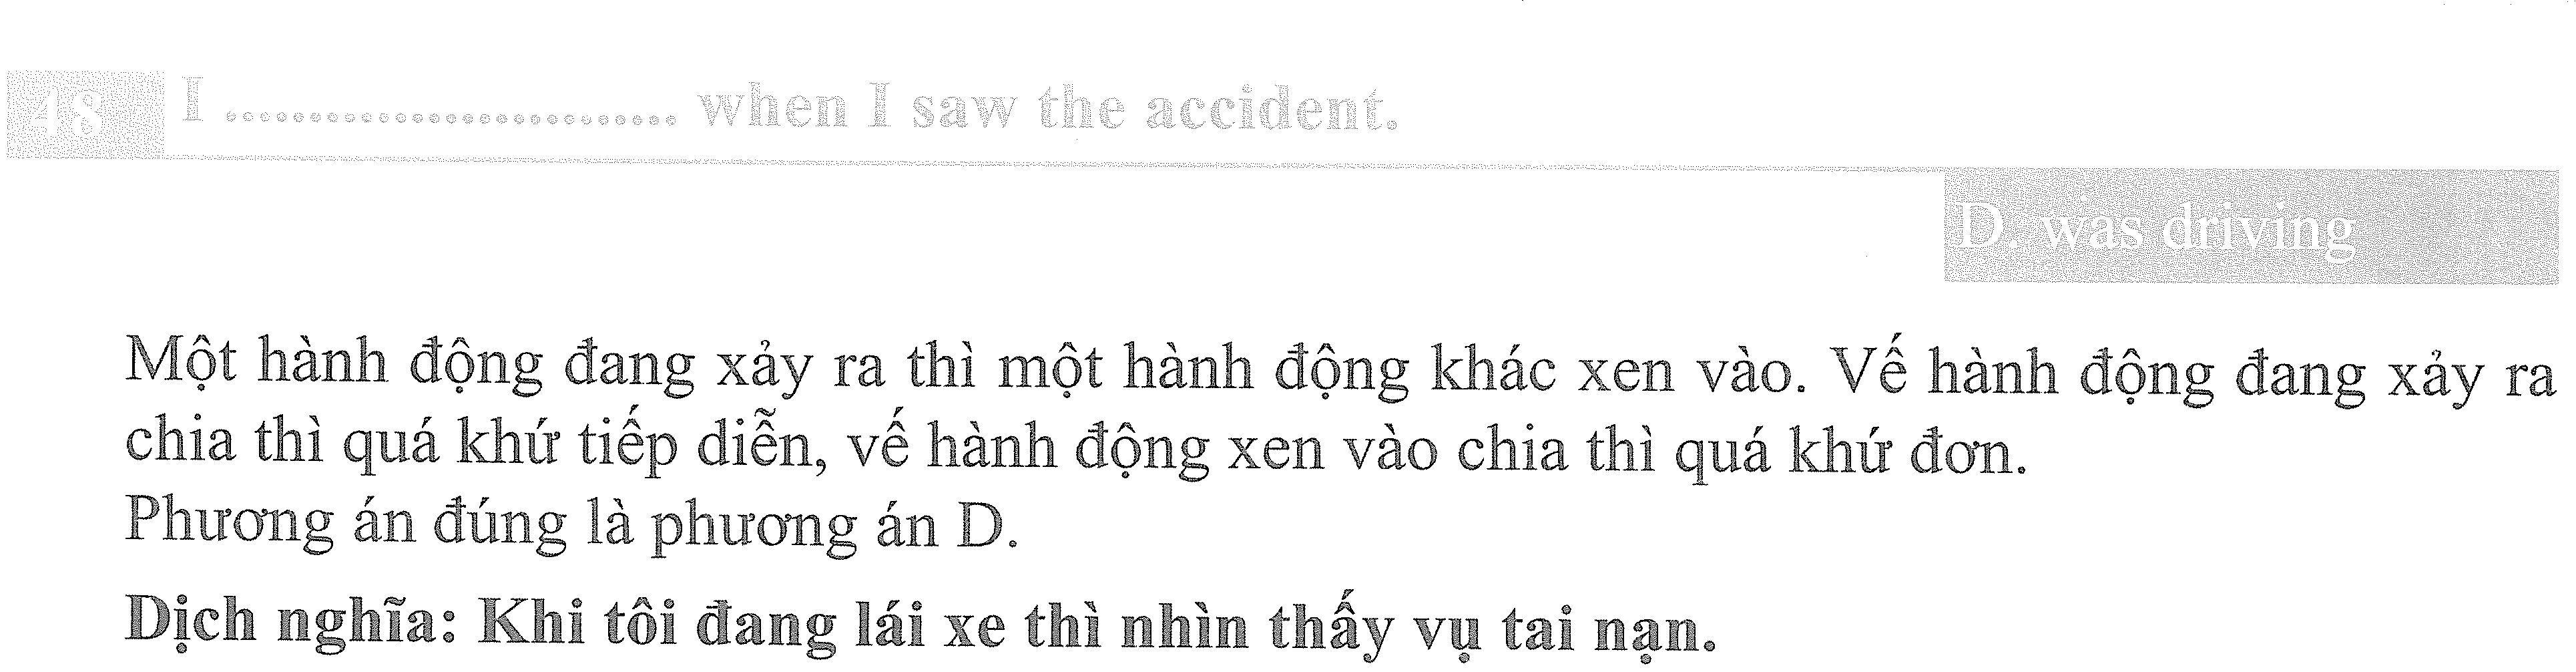 48 I ........................... when I saw the accident.
D. was driving
Một hành động đang xảy ra thì một hành động khác xen vào. Vế hành động đang xảy ra
chia thì quá khứ tiếp diễn, vế hành động xen vào chia thì quá khứ đơn.
Phương án đúng là phương án D.
Dịch nghĩa: Khi tôi đang lái xe thì nhìn thấy vụ tai nạn.